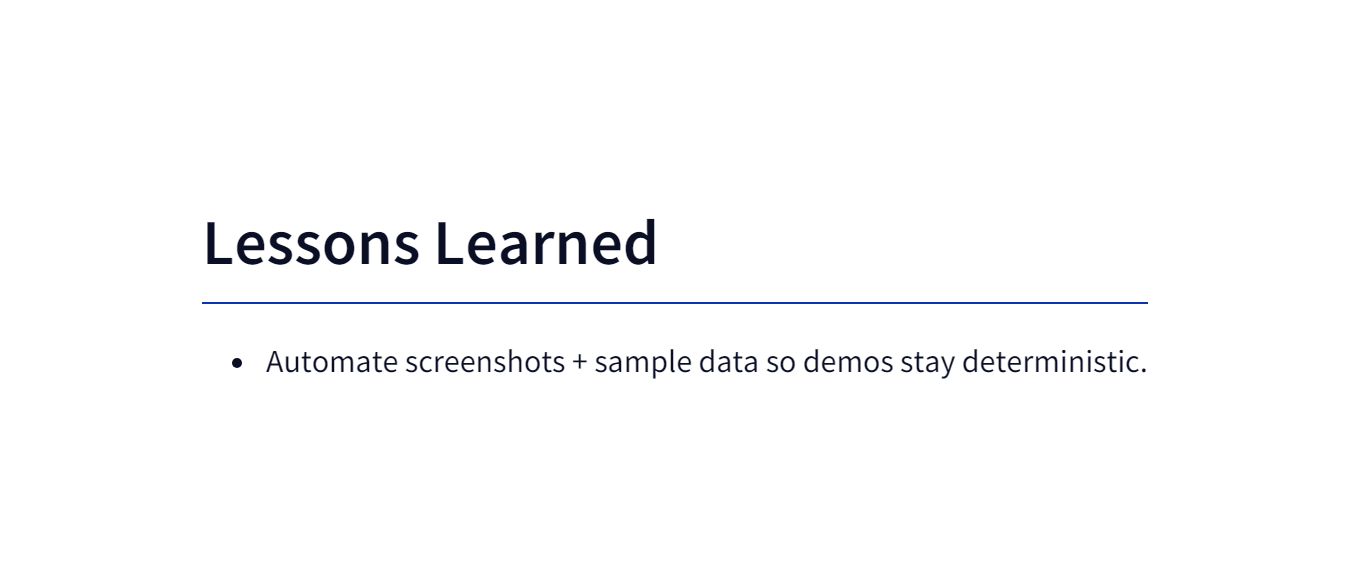 Lessons Learned
• Automate screenshots + sample data so demos stay deterministic.